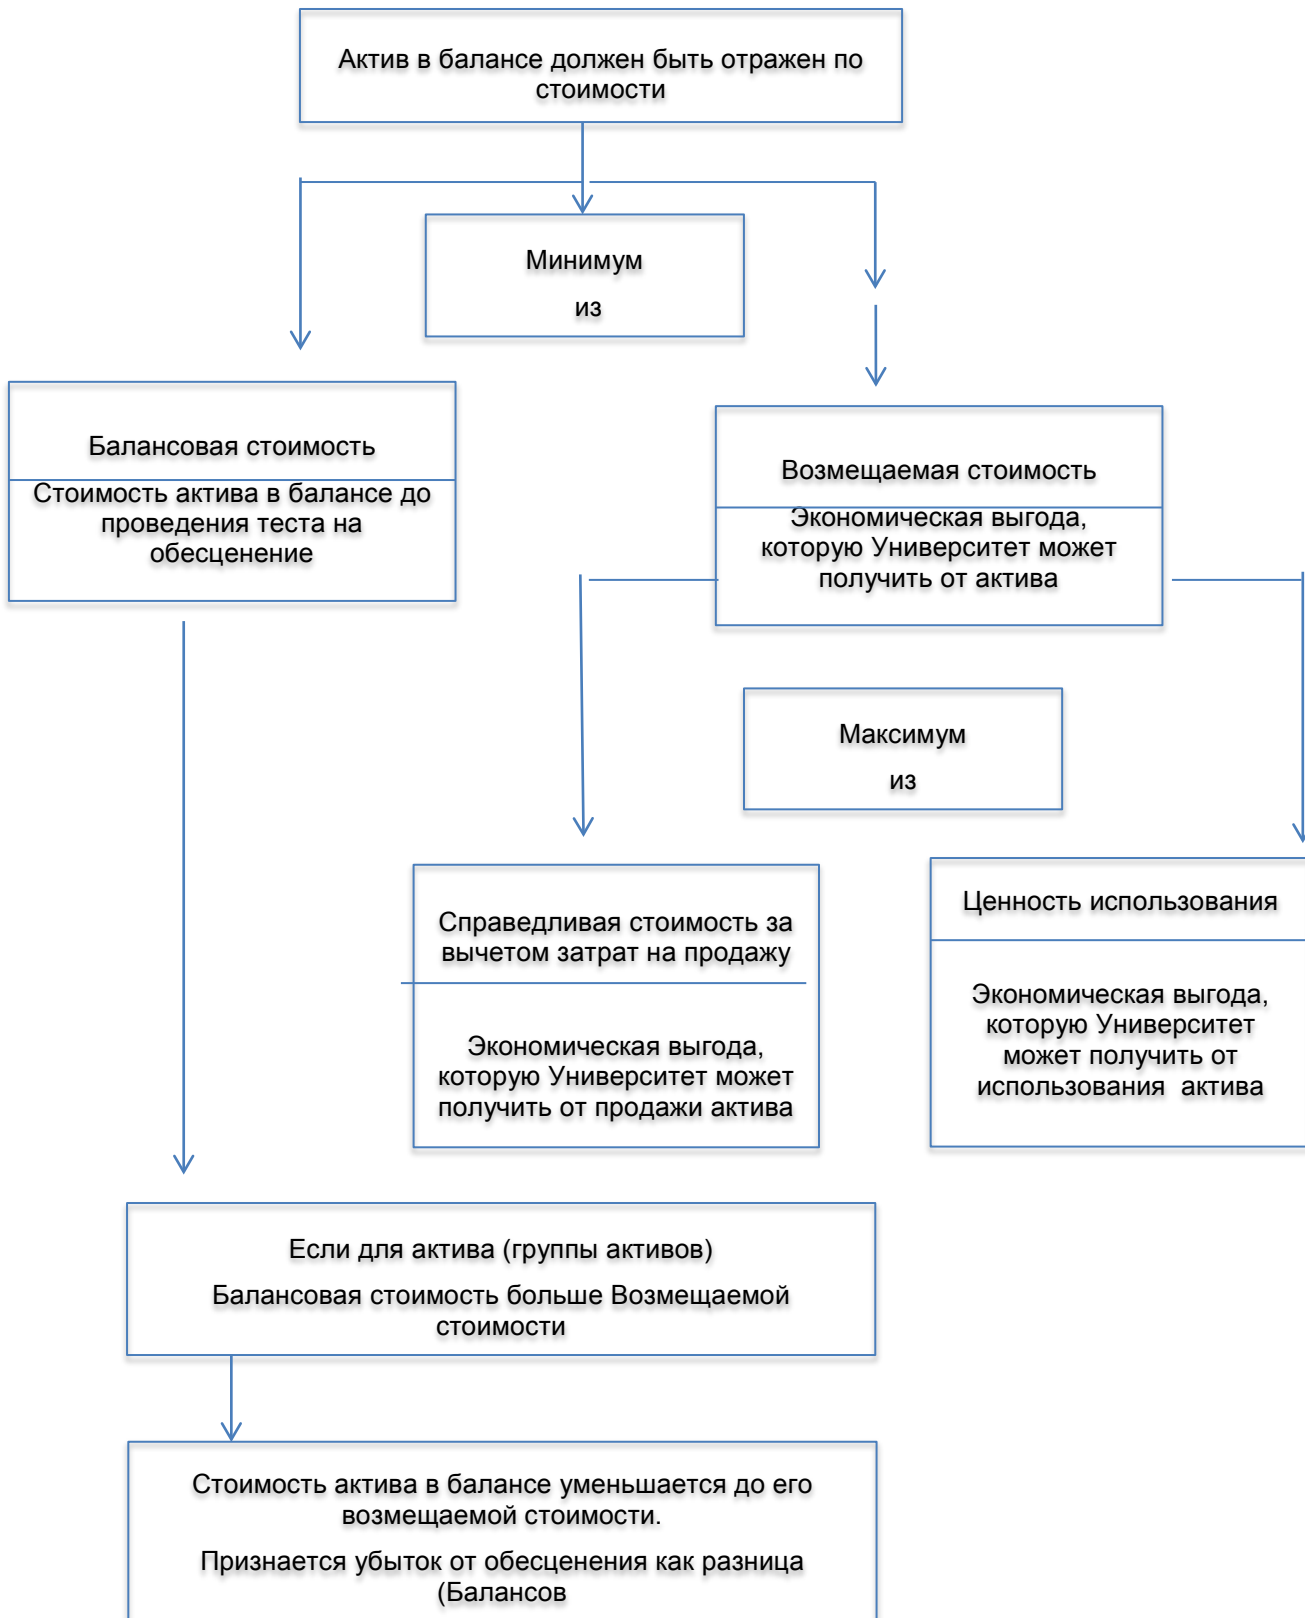 Актив в балансе должен быть отражен по
стоимости
Минимум
из
Балансовая стоимость
Стоимость актива в балансе до
проведения теста на
обесценение
Возмещаемая стоимость
Экономическая выгода,
которую Университет может
получить от актива
Максимум
из
Справедливая стоимость за
вычетом затрат на продажу
Экономическая выгода,
которую Университет может
получить от продажи актива
Ценность использования
Экономическая выгода,
которую Университет
может получить от
использования актива
Если для актива (группы активов)
Балансовая стоимость больше Возмещаемой
стоимости
Стоимость актива в балансе уменьшается до его
возмещаемой стоимости.
Признается убыток от обесценения как разница
(Балансов